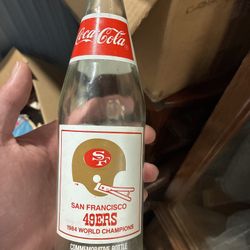 Coca-Cola
SF
SAN FRANCISCO
49ERS
1984 WORLD CHAMPIONS
COMMEMORATIVE BOTTLE